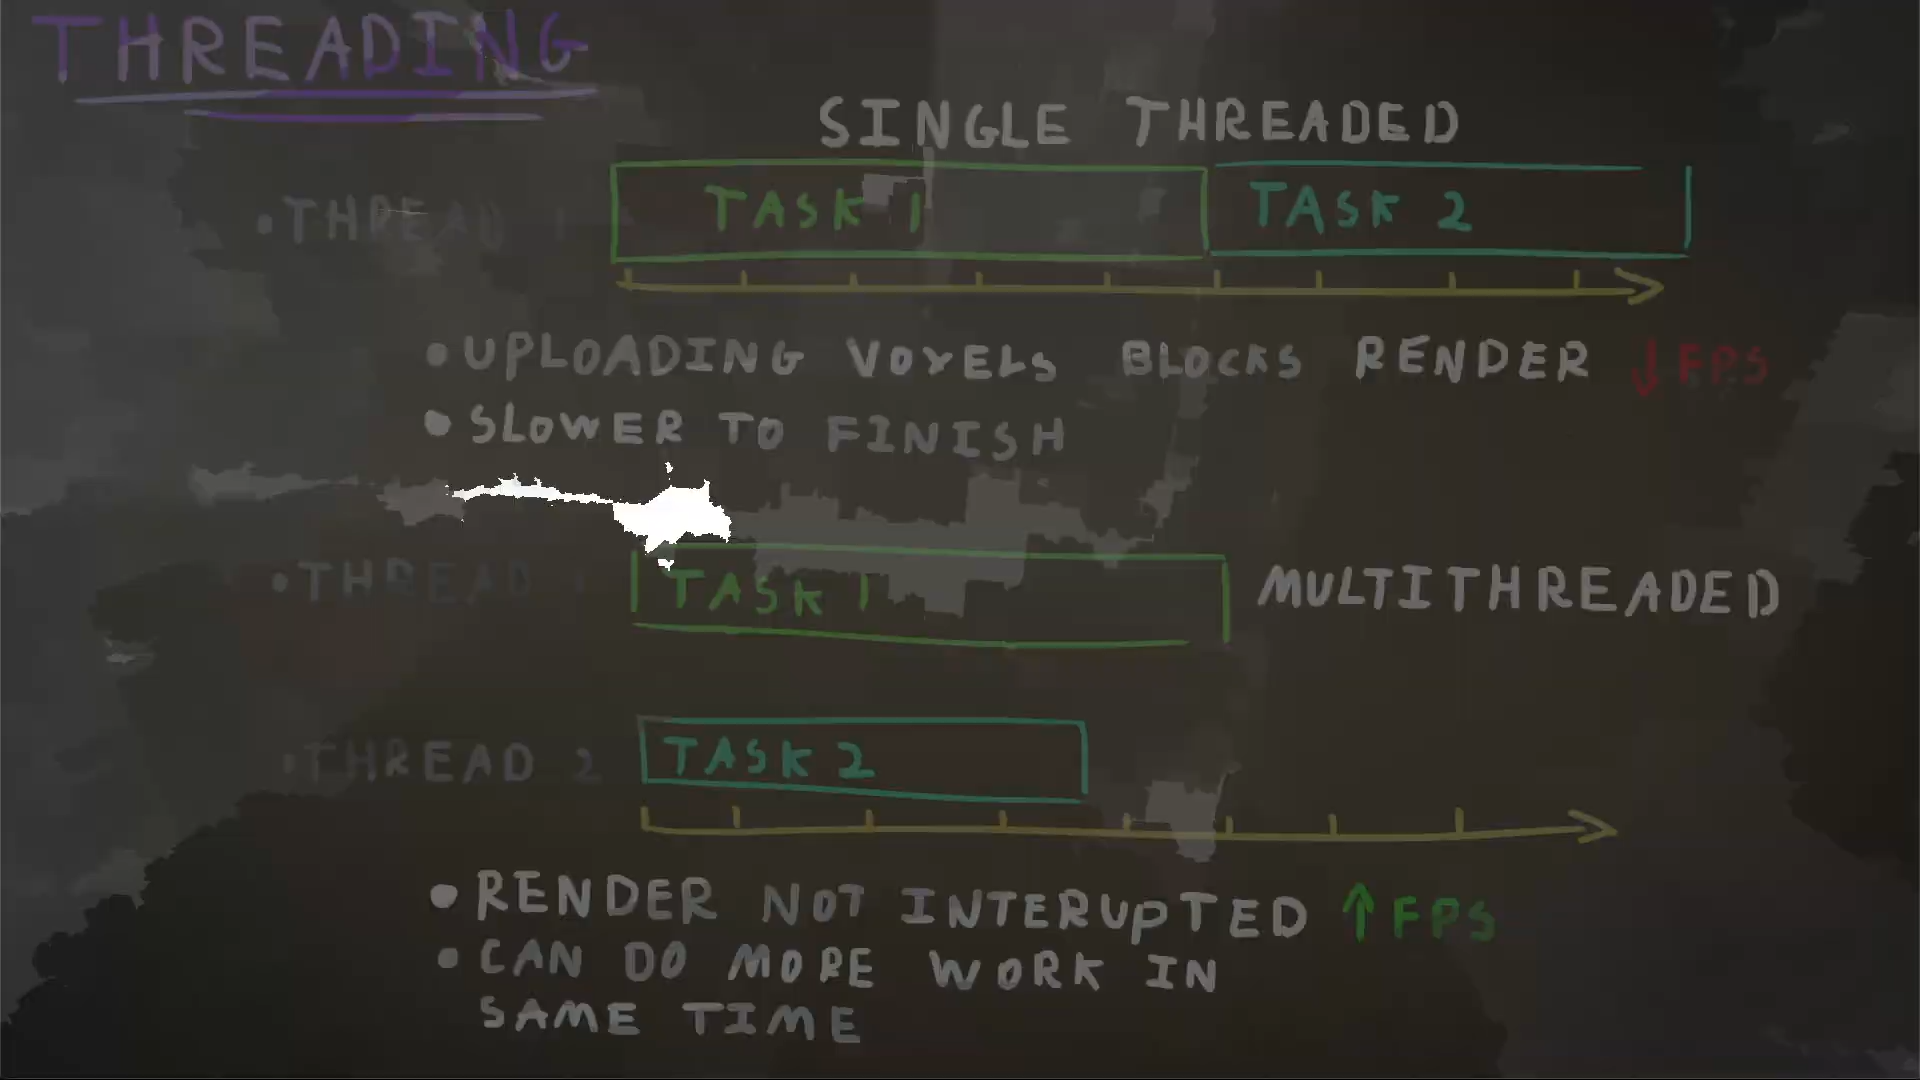 THREADING
SINGLE THREADED
•THREAD 1
TASK 1
TASK 2
•UPLOADING VOXELS BLOCKS RENDER ↓FPS
•SLOWER TO FINISH
•THREAD 1
TASK 1
MULTITHREADED
•THREAD 2
TASK 2
•RENDER NOT INTERUPTED ↑FPS
•CAN DO MORE WORK IN
SAME TIME